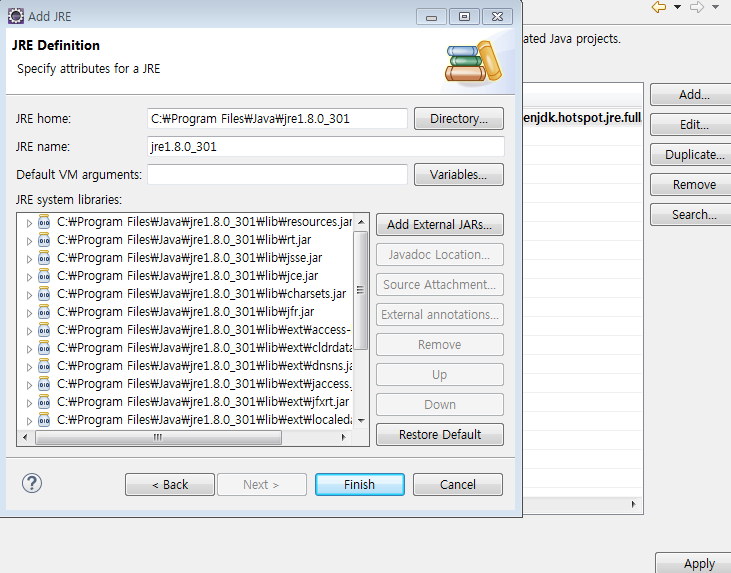 Add JRE
JRE Definition
Specify attributes for a JRE
ated Java projects.
JRE home:
C:₩Program Files₩Java₩jre1.8.0_301
Directory...
JRE name:
jre1.8.0_301
Default VM arguments:
Variables...
JRE system libraries:
C:₩Program Files₩Java₩jre1.8.0_301₩lib₩resources.jar
C:₩Program Files₩Java₩jre1.8.0_301₩lib₩rt.jar
C:₩Program Files₩Java₩jre1.8.0_301₩lib₩jsse.jar
C:₩Program Files₩Java₩jre1.8.0_301₩lib₩jce.jar
C:₩Program Files₩Java₩jre1.8.0_301₩lib₩charsets.jar
C:₩Program Files₩Java₩jre1.8.0_301₩lib₩jfr.jar
C:₩Program Files₩Java₩jre1.8.0_301₩lib₩ext₩access-
C:₩Program Files₩Java₩jre1.8.0_301₩lib₩ext₩cldrdata
C:₩Program Files₩Java₩jre1.8.0_301₩lib₩ext₩dnsns.ja
C:₩Program Files₩Java₩jre1.8.0_301₩lib₩ext₩jaccess.
C:₩Program Files₩Java₩jre1.8.0_301₩lib₩ext₩jfxrt.jar
C:₩Program Files₩Java₩jre1.8.0_301₩lib₩ext₩localeda
Add External JARs...
Javadoc Location...
Source Attachment...
External annotations...
Remove
Up
Down
Restore Default
< Back
Next >
Finish
Cancel
enjdk.hotspot.jre.full
Add...
Edit...
Duplicate...
Remove
Search...
Apply